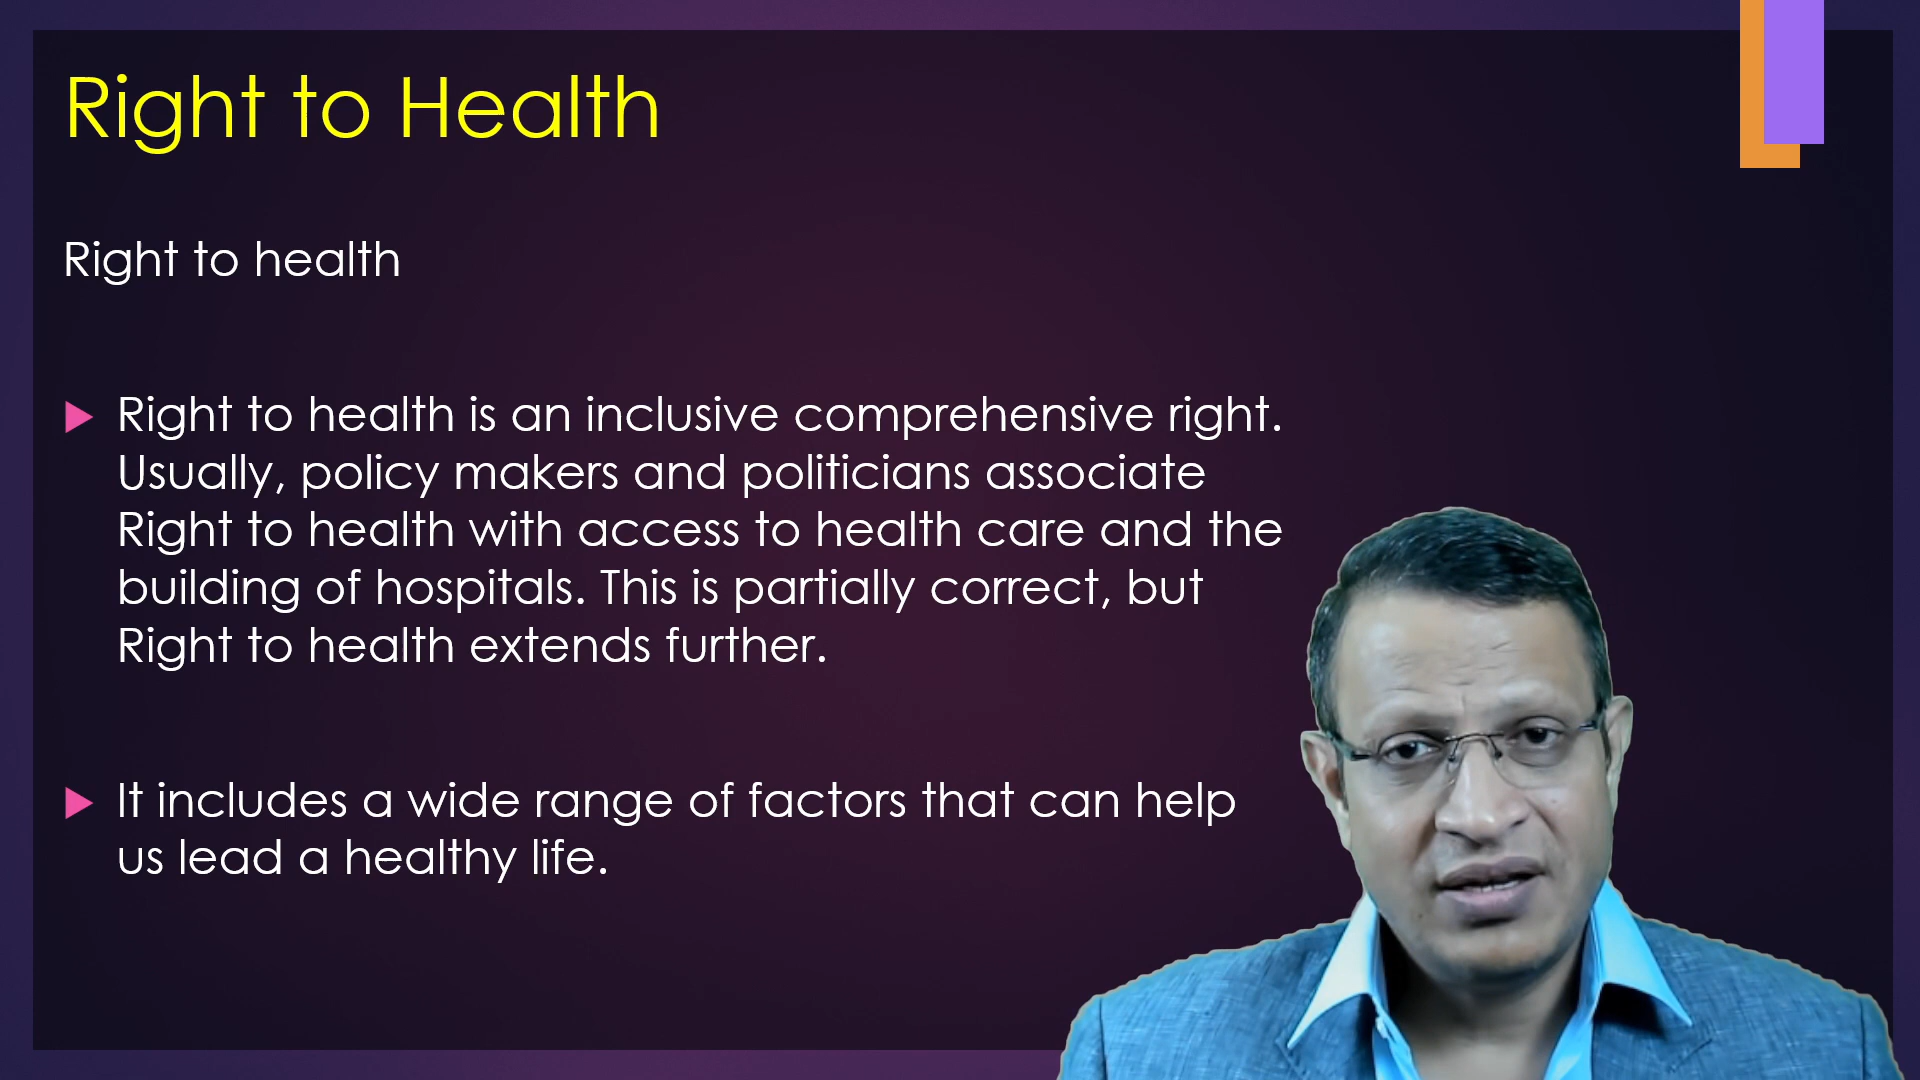 Right to Health
Right to health
Right to health is an inclusive comprehensive right.
Usually, policy makers and politicians associate
Right to health with access to health care and the
building of hospitals. This is partially correct, but
Right to health extends further.
It includes a wide range of factors that can help
us lead a healthy life.